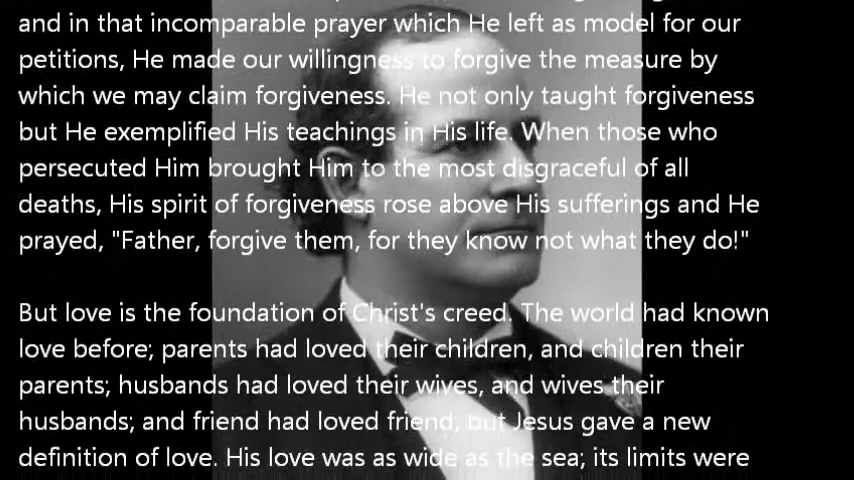 and in that incomparable prayer which He left as model for our
petitions, He made our willingness to forgive the measure by
which we may claim forgiveness. He not only taught forgiveness
but He exemplified His teachings in His life. When those who
persecuted Him brought Him to the most disgraceful of all
deaths, His spirit of forgiveness rose above His sufferings and He
prayed, "Father, forgive them, for they know not what they do!"
But love is the foundation of Christ's creed. The world had known
love before; parents had loved their children, and children their
parents; husbands had loved their wives, and wives their
husbands; and friend had loved friend; but Jesus gave a new
definition of love. His love was as wide as the sea; its limits were